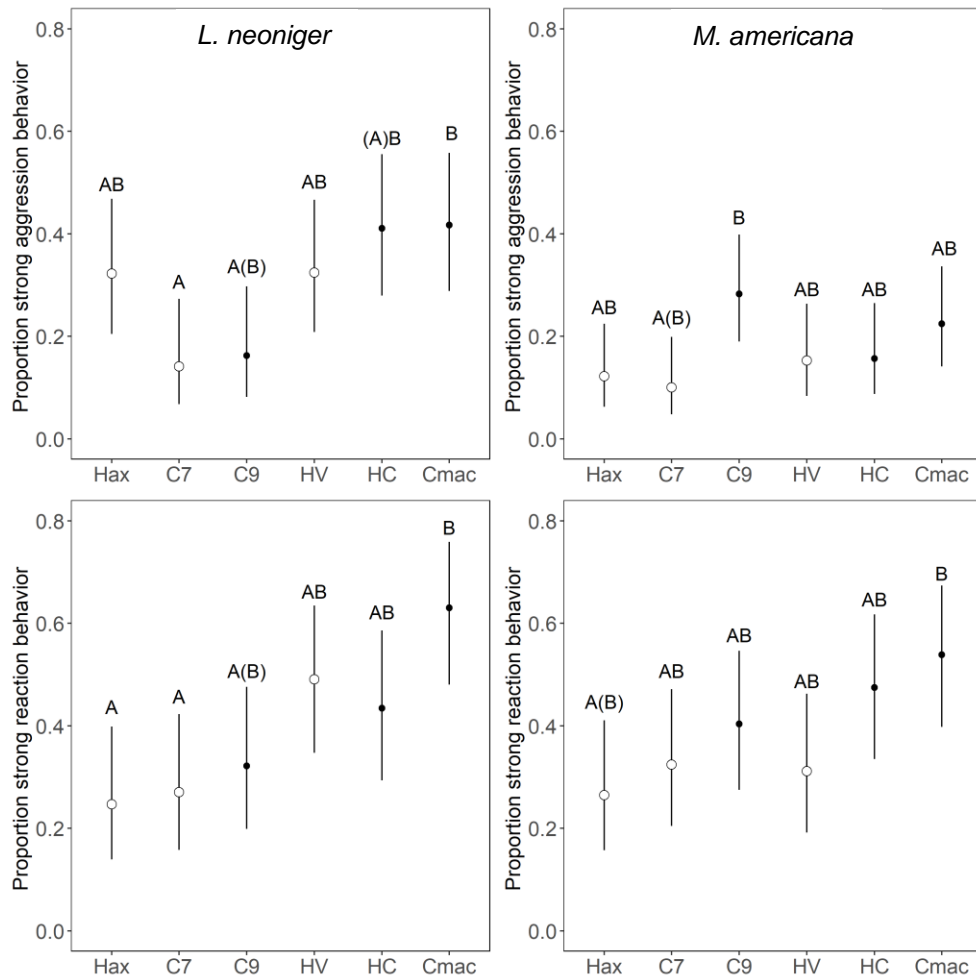 L. neoniger
Proportion strong aggression behavior
0.8
0.6
0.4
0.2
0.0
AB
A
A(B)
AB
(A)B
B
Hax C7 C9 HV HC Cmac
M. americana
Proportion strong aggression behavior
0.8
0.6
0.4
0.2
0.0
AB
A(B)
B
AB
AB
AB
Hax C7 C9 HV HC Cmac
Proportion strong reaction behavior
0.8
0.6
0.4
0.2
0.0
A
A
A(B)
AB
AB
B
Hax C7 C9 HV HC Cmac
Proportion strong reaction behavior
0.8
0.6
0.4
0.2
0.0
A(B)
AB
AB
AB
AB
B
Hax C7 C9 HV HC Cmac